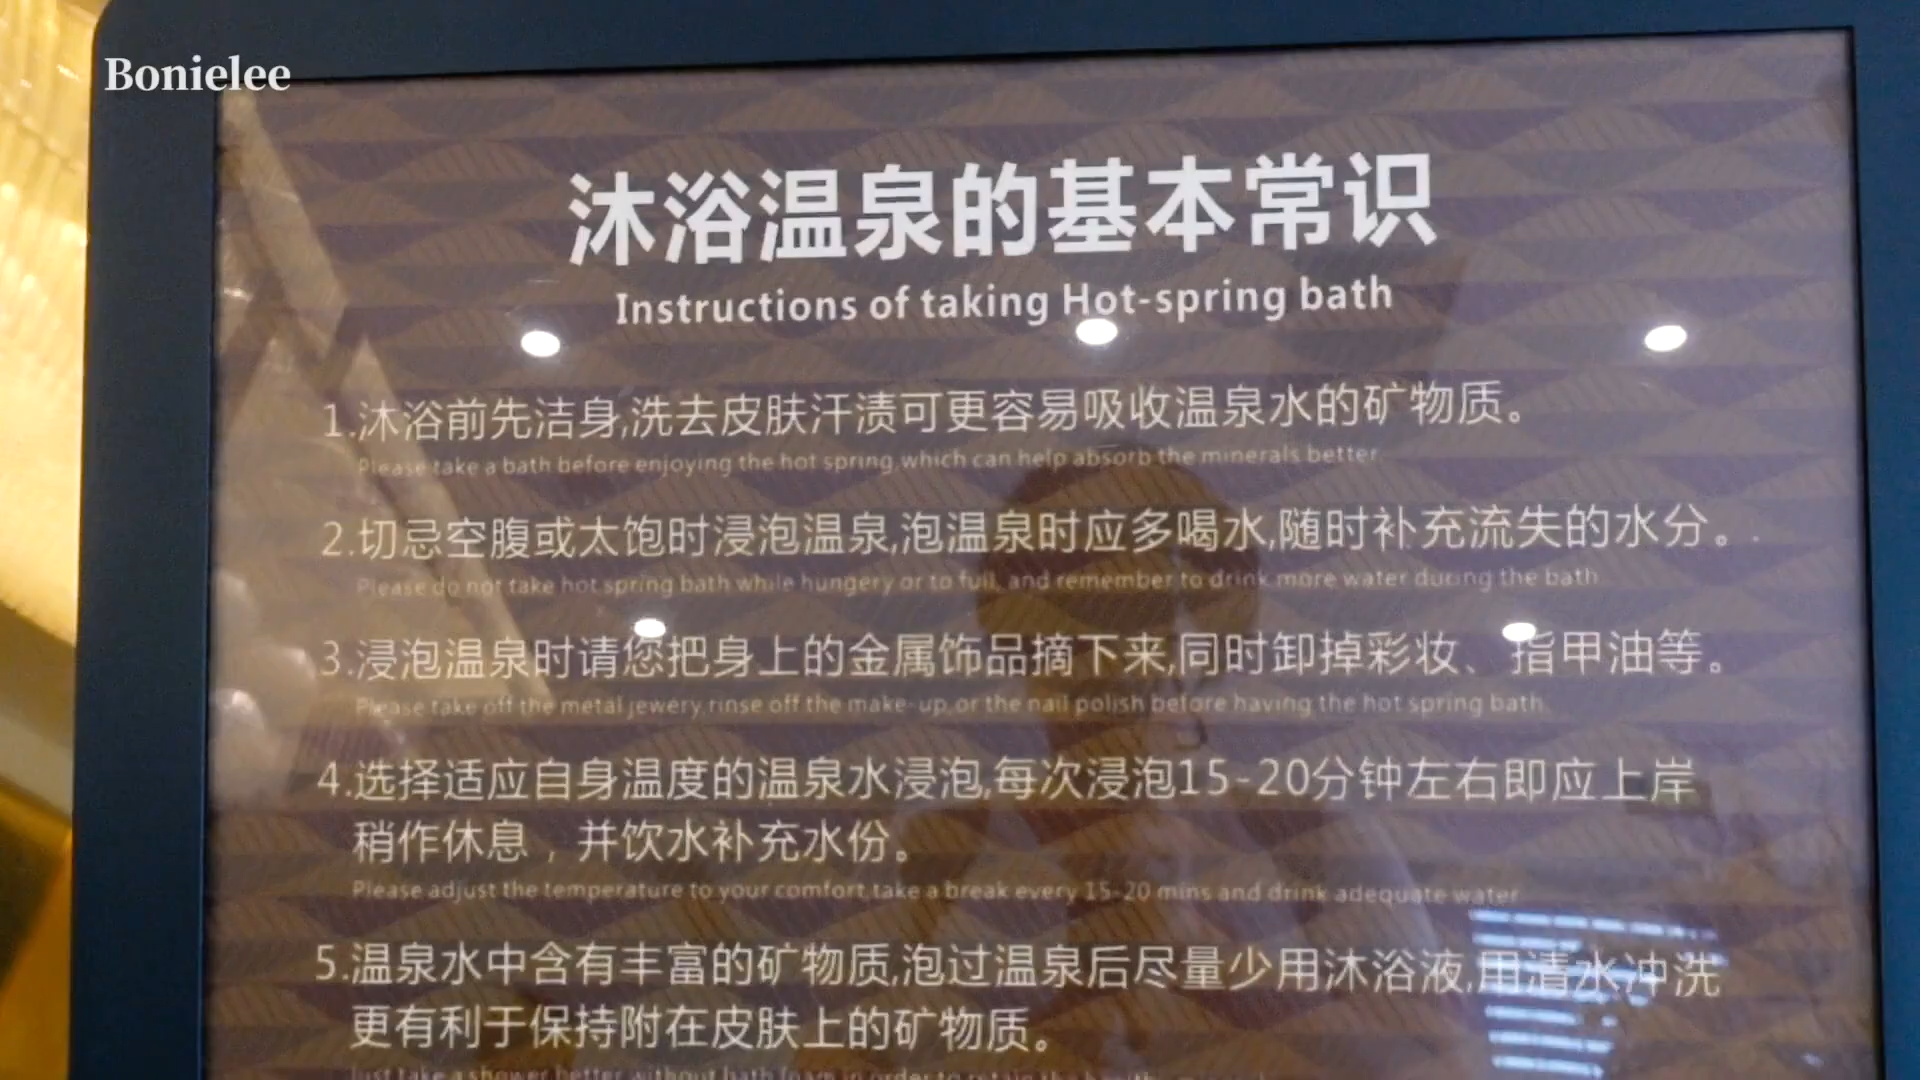 Bonielee
沐浴温泉的基本常识
Instructions of taking Hot-spring bath
1.沐浴前先洁身,洗去皮肤汗渍可更容易吸收温泉水的矿物质。
Please take a bath before enjoying the hot spring,which can help absorb the minerals better
2.切忌空腹或太饱时浸泡温泉,泡温泉时应多喝水,随时补充流失的水分。
Please do not take hot spring bath while hungery or to full, and remember to drink more water during the bath
3.浸泡温泉时请您把身上的金属饰品摘下来,同时卸掉彩妆、指甲油等。
Please take off the metal jewery,rinse off the make-up,or the nail polish before having the hot spring bath
4.选择适应自身温度的温泉水浸泡,每次浸泡15-20分钟左右即应上岸
稍作休息，并饮水补充水份。
Please adjust the temperature to your comfort,take a break every 15-20 mins and drink adequate water
5.温泉水中含有丰富的矿物质,泡过温泉后尽量少用沐浴液,用清水冲洗
更有利于保持附在皮肤上的矿物质。
Just take a shower better without bath foam in order to retain the